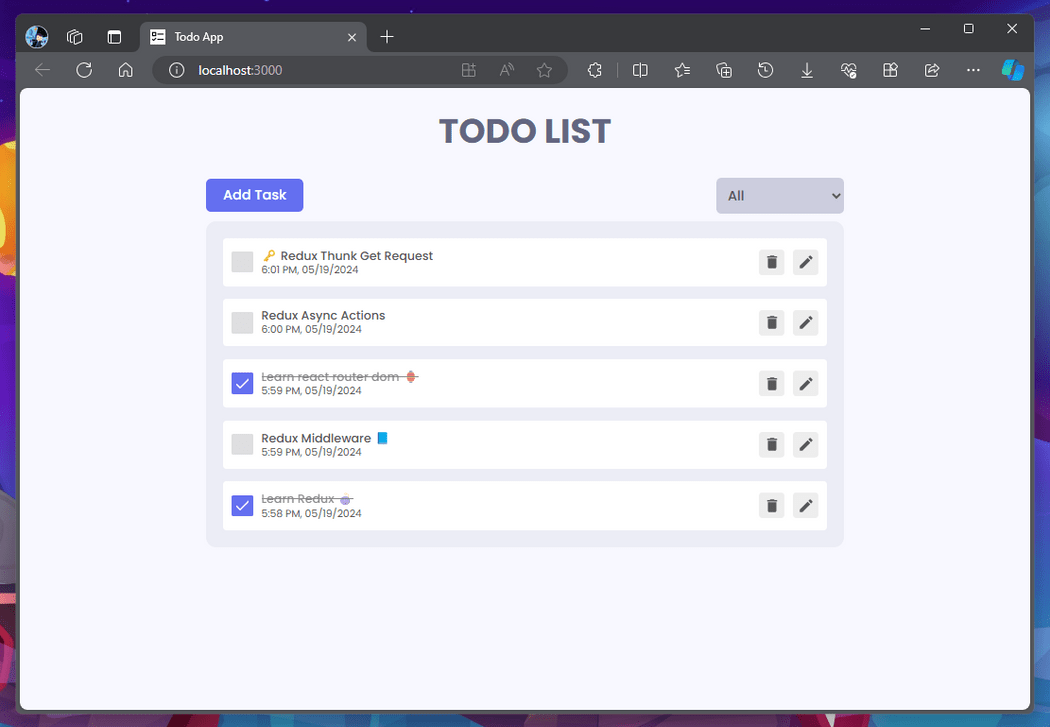 Todo App
localhost:3000
TODO LIST
Add Task
All
🔑 Redux Thunk Get Request
6:01 PM, 05/19/2024
Redux Async Actions
6:00 PM, 05/19/2024
Learn react router dom
5:59 PM, 05/19/2024
Redux Middleware 📘
5:59 PM, 05/19/2024
Learn Redux
5:58 PM, 05/19/2024